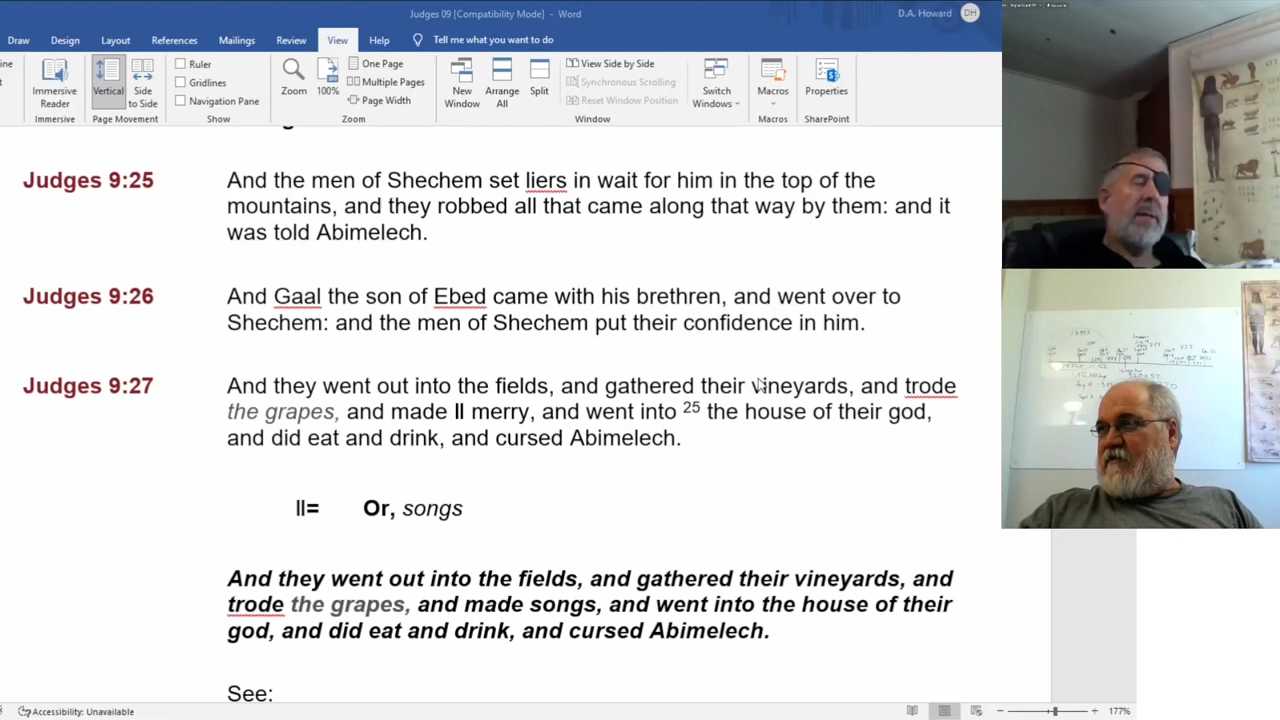 Judges 09 [Compatibility Mode] - Word
D.A. Howard DH
Draw Design Layout References Mailings Review View Help Tell me what you want to do
Immersive Reader
Immersive
Vertical
Side to Side
Page Movement
Ruler
Gridlines
Navigation Pane
Show
Zoom
100%
One Page
Multiple Pages
Page Width
Zoom
New Window
Arrange All
Split
View Side by Side
Synchronous Scrolling
Reset Window Position
Window
Switch Windows
Macros
Macros
Properties
SharePoint
Judges 9:25 And the men of Shechem set liers in wait for him in the top of the
mountains, and they robbed all that came along that way by them: and it
was told Abimelech.
Judges 9:26 And Gaal the son of Ebed came with his brethren, and went over to
Shechem: and the men of Shechem put their confidence in him.
Judges 9:27 And they went out into the fields, and gathered their vineyards, and trode
the grapes, and made ll merry, and went into 25 the house of their god,
and did eat and drink, and cursed Abimelech.
ll= Or, songs
And they went out into the fields, and gathered their vineyards, and
trode the grapes, and made songs, and went into the house of their
god, and did eat and drink, and cursed Abimelech.
See:
Accessibility: Unavailable
177%